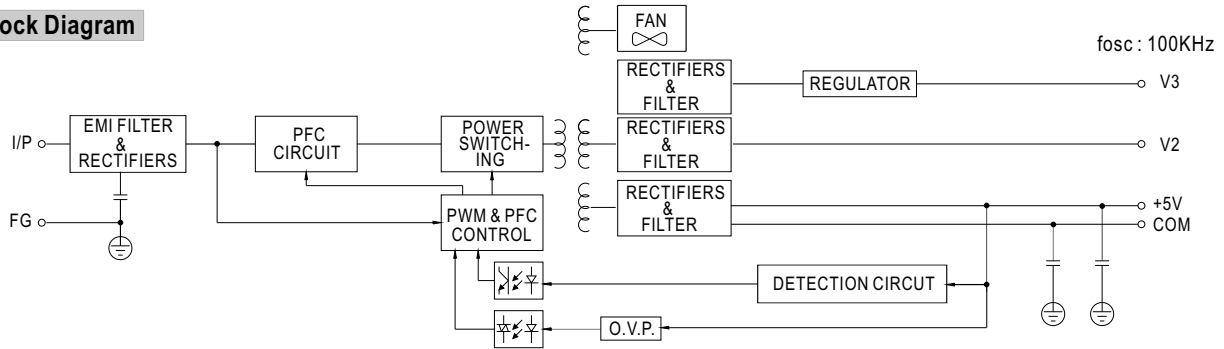 ock Diagram
FAN
fosc : 100KHz
RECTIFIERS
&
FILTER
REGULATOR
V3
I/P
EMI FILTER
&
RECTIFIERS
PFC
CIRCUIT
POWER
SWITCH-
ING
RECTIFIERS
&
FILTER
V2
RECTIFIERS
&
FILTER
+5V
COM
FG
PWM & PFC
CONTROL
DETECTION CIRCUT
O.V.P.